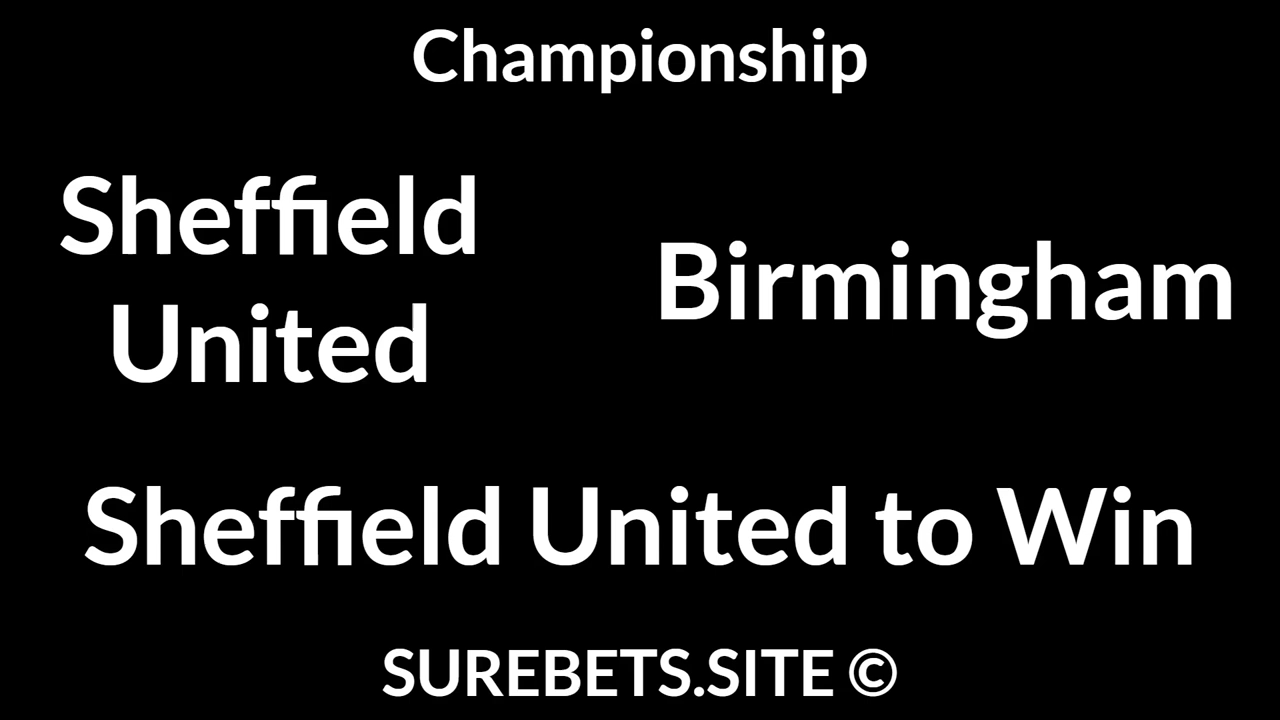 Championship
Sheffield
United
Birmingham
Sheffield United to Win
SUREBETS.SITE ©